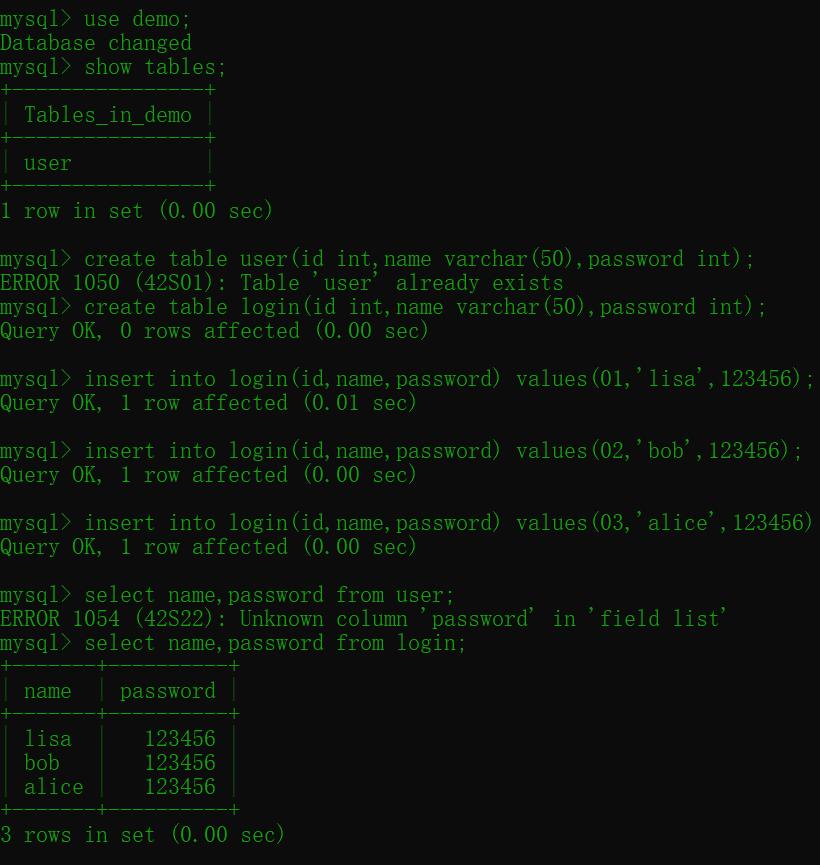 mysql> use demo;
Database changed
mysql> show tables;
+----------------+
| Tables_in_demo |
+----------------+
| user           |
+----------------+
1 row in set (0.00 sec)

mysql> create table user(id int,name varchar(50),password int);
ERROR 1050 (42S01): Table 'user' already exists
mysql> create table login(id int,name varchar(50),password int);
Query OK, 0 rows affected (0.00 sec)

mysql> insert into login(id,name,password) values(01,'lisa',123456);
Query OK, 1 row affected (0.01 sec)

mysql> insert into login(id,name,password) values(02,'bob',123456);
Query OK, 1 row affected (0.00 sec)

mysql> insert into login(id,name,password) values(03,'alice',123456)
Query OK, 1 row affected (0.00 sec)

mysql> select name,password from user;
ERROR 1054 (42S22): Unknown column 'password' in 'field list'
mysql> select name,password from login;
+-------+----------+
| name  | password |
+-------+----------+
| lisa  |   123456 |
| bob   |   123456 |
| alice |   123456 |
+-------+----------+
3 rows in set (0.00 sec)